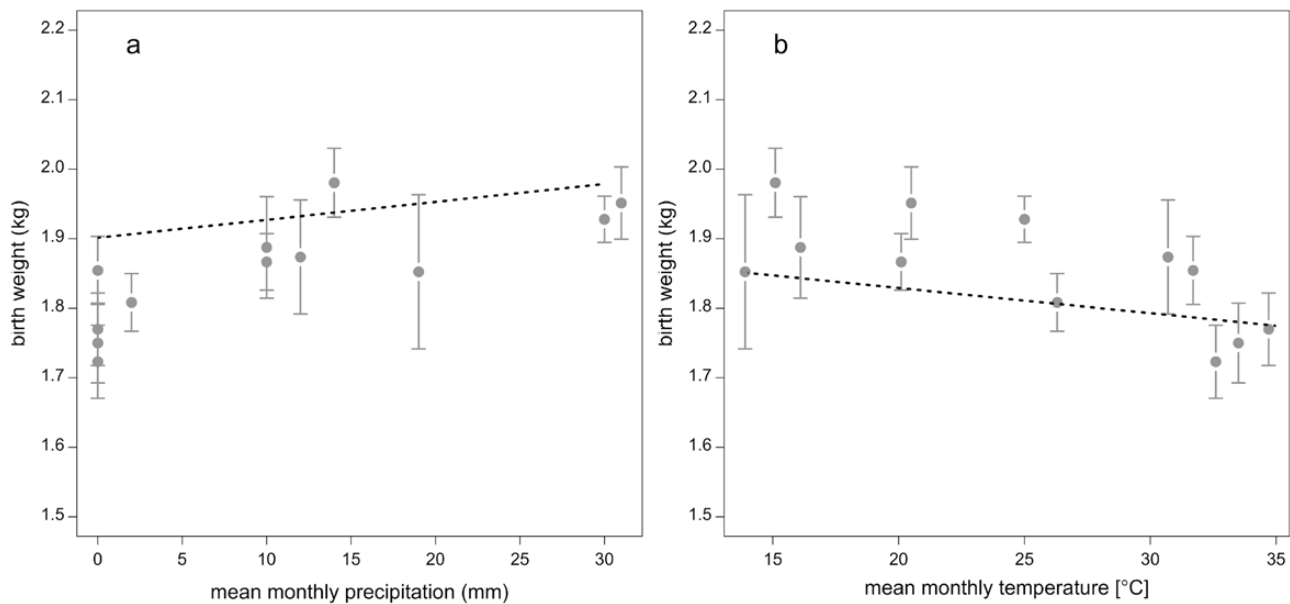 a
2.2
2.1
2.0
1.9
1.8
1.7
1.6
1.5
birth weight (kg)
0 5 10 15 20 25 30
mean monthly precipitation (mm)
b
2.2
2.1
2.0
1.9
1.8
1.7
1.6
1.5
birth weight (kg)
15 20 25 30 35
mean monthly temperature [°C]